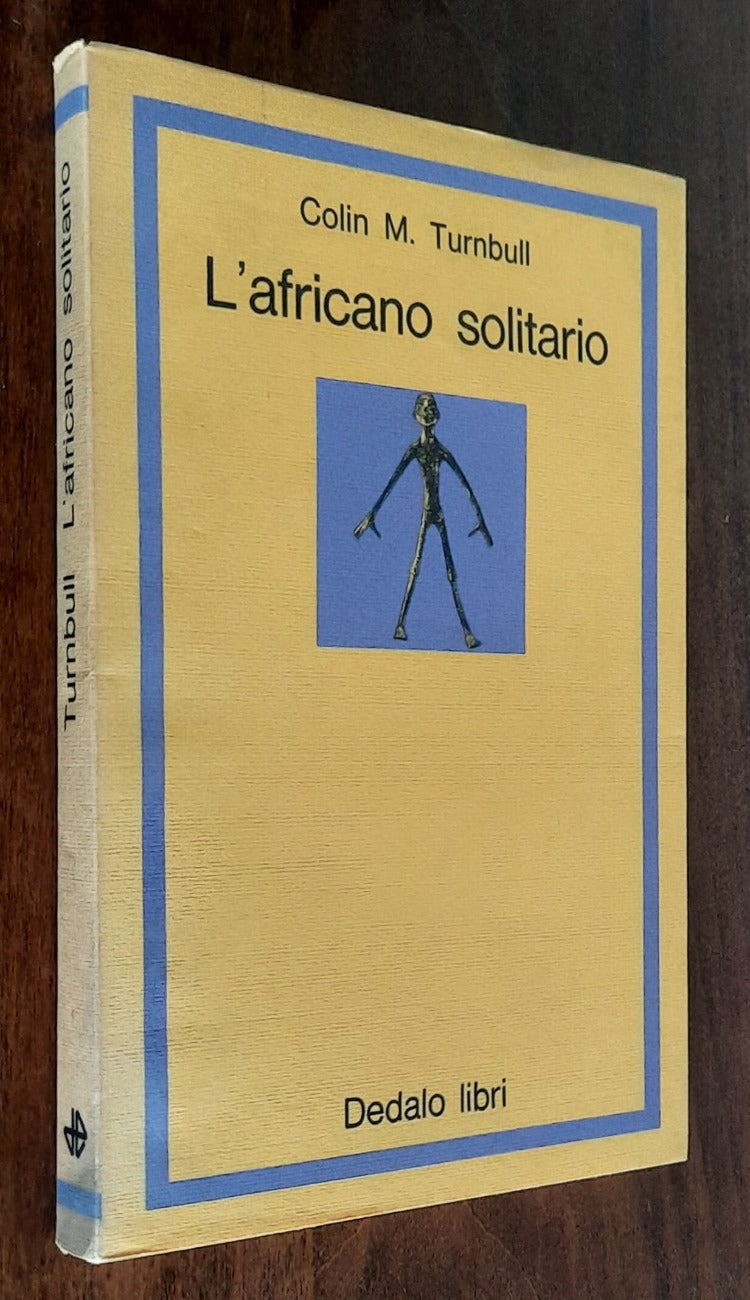 Turnbull L'africano solitario
Colin M. Turnbull
L'africano solitario
Dedalo libri